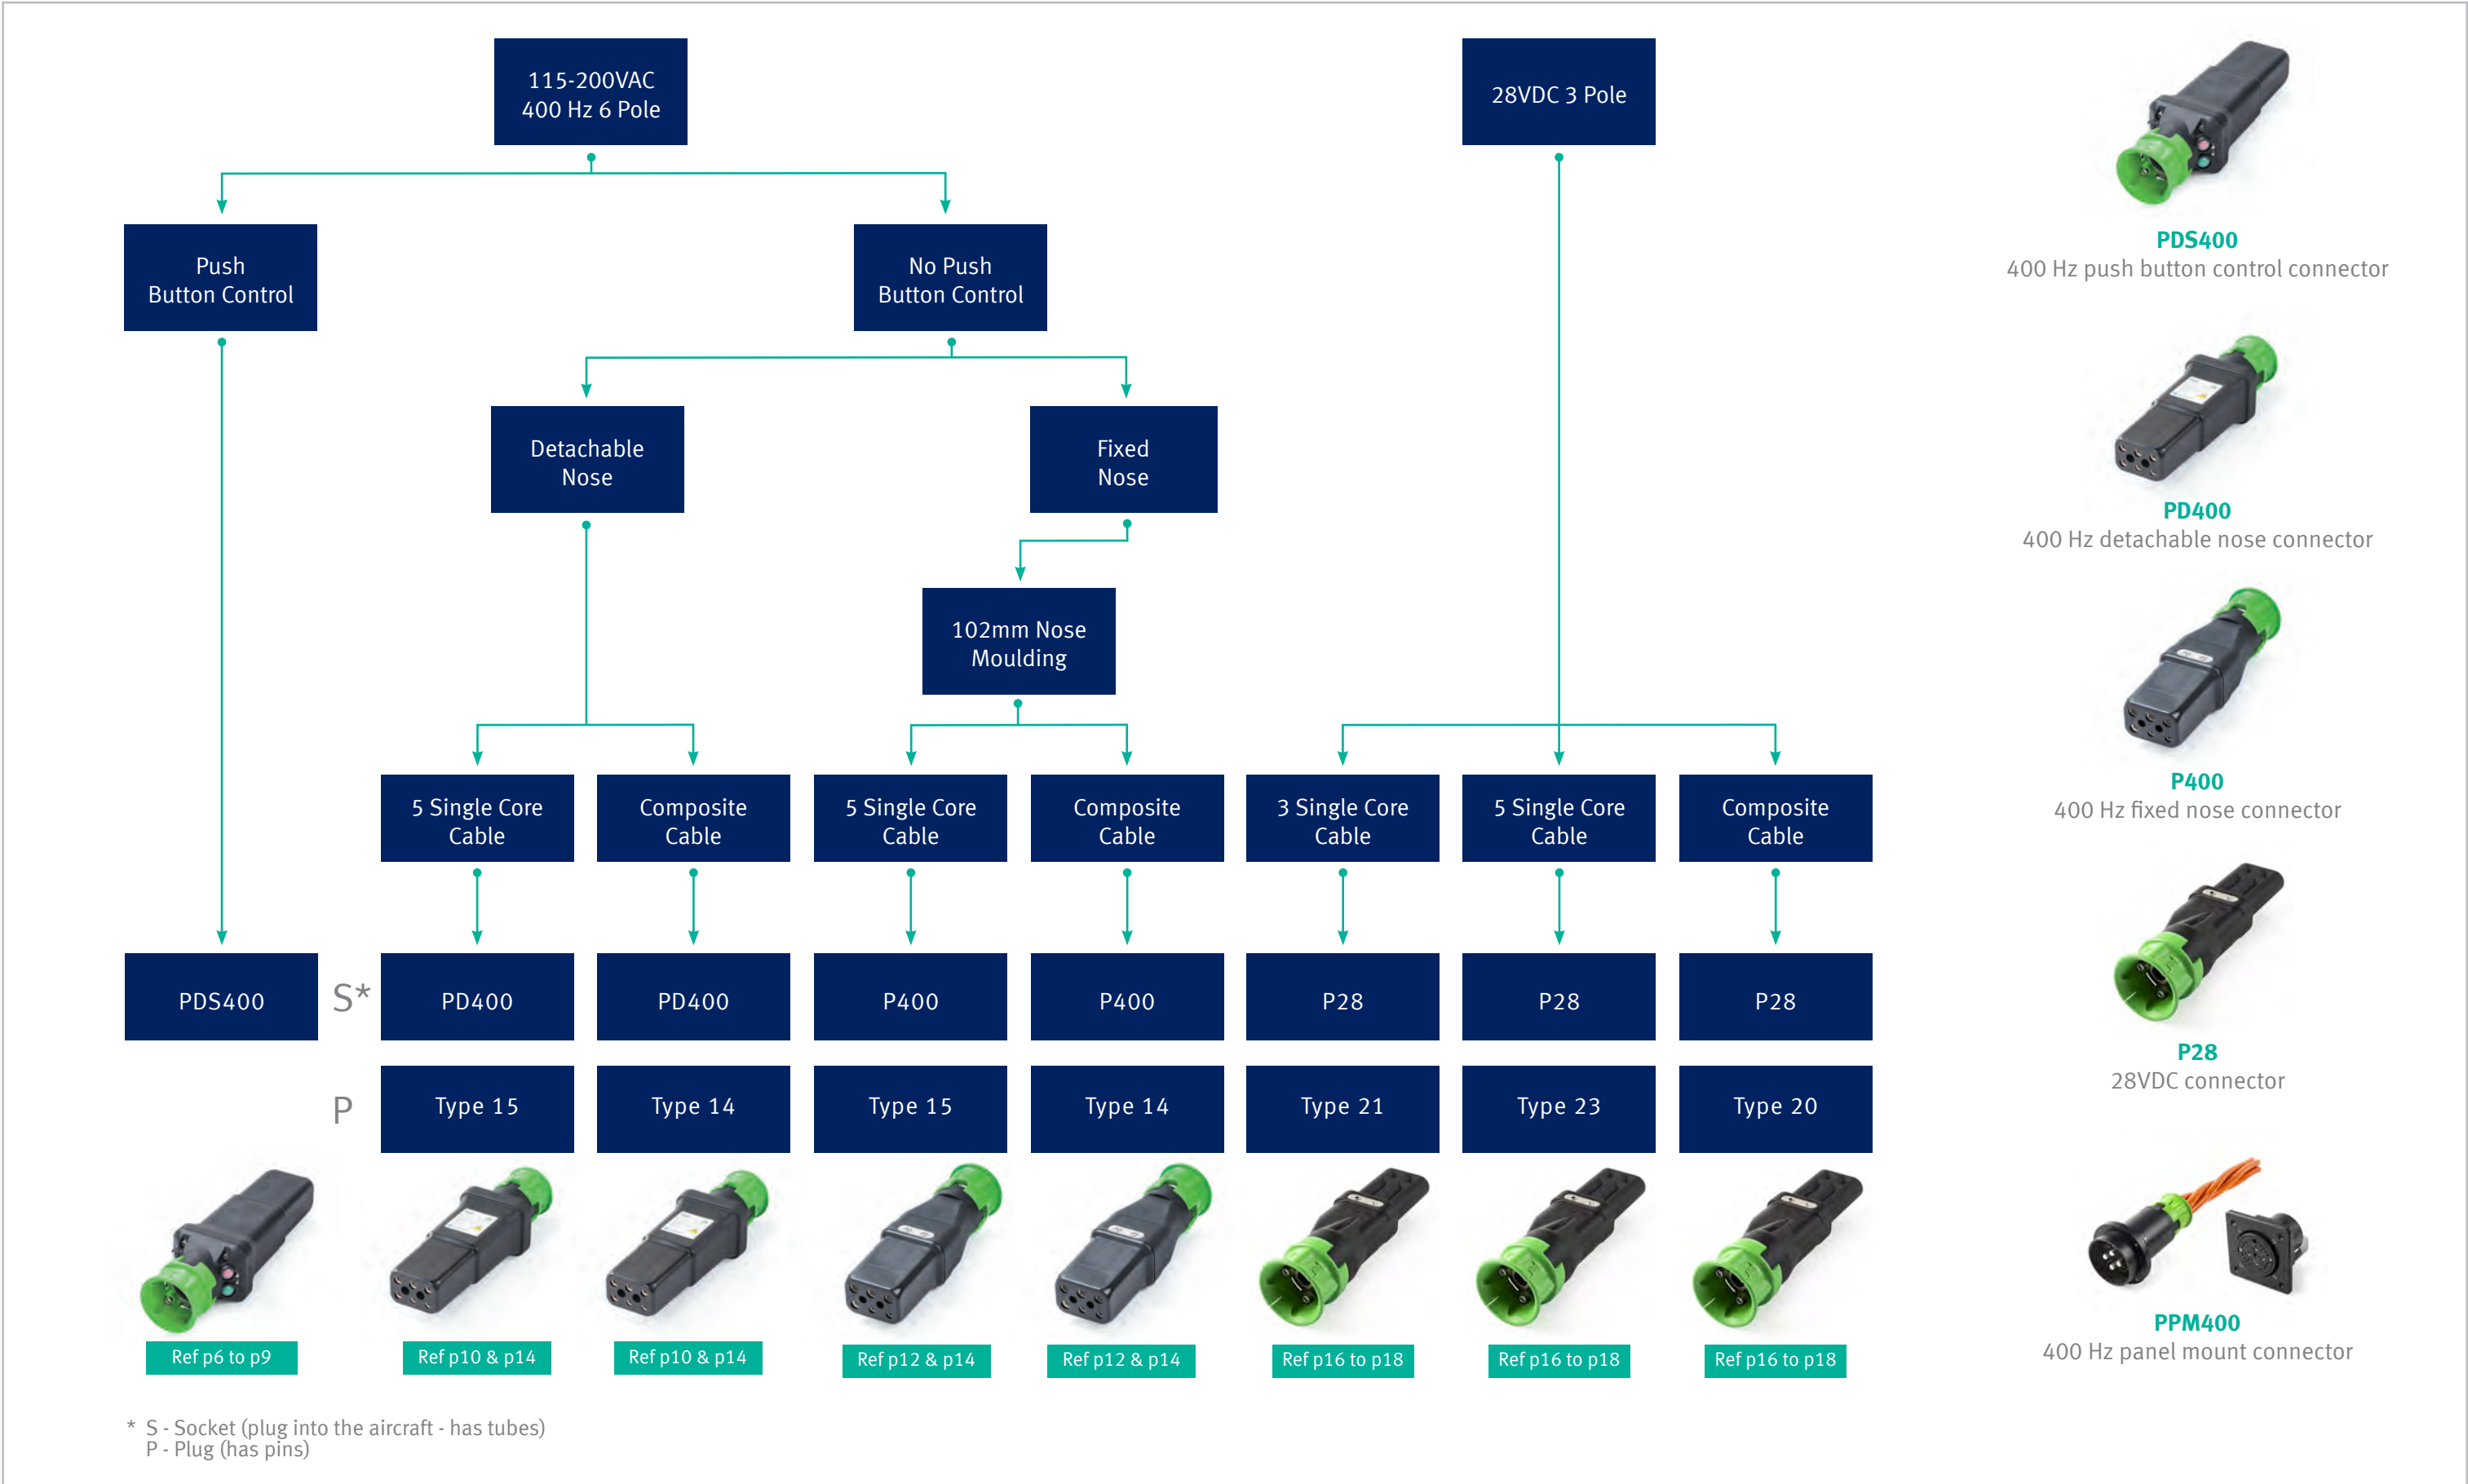 115-200VAC
400 Hz 6 Pole
28VDC 3 Pole
Push
Button Control
No Push
Button Control
Detachable
Nose
Fixed
Nose
102mm Nose
Moulding
5 Single Core
Cable
Composite
Cable
5 Single Core
Cable
Composite
Cable
3 Single Core
Cable
5 Single Core
Cable
Composite
Cable
PDS400
S*
PD400
PD400
P400
P400
P28
P28
P28
P
Type 15
Type 14
Type 15
Type 14
Type 21
Type 23
Type 20
Ref p6 to p9
Ref p10 & p14
Ref p10 & p14
Ref p12 & p14
Ref p12 & p14
Ref p16 to p18
Ref p16 to p18
Ref p16 to p18
* S - Socket (plug into the aircraft - has tubes)
P - Plug (has pins)
PDS400
400 Hz push button control connector
PD400
400 Hz detachable nose connector
P400
400 Hz fixed nose connector
P28
28VDC connector
PPM400
400 Hz panel mount connector